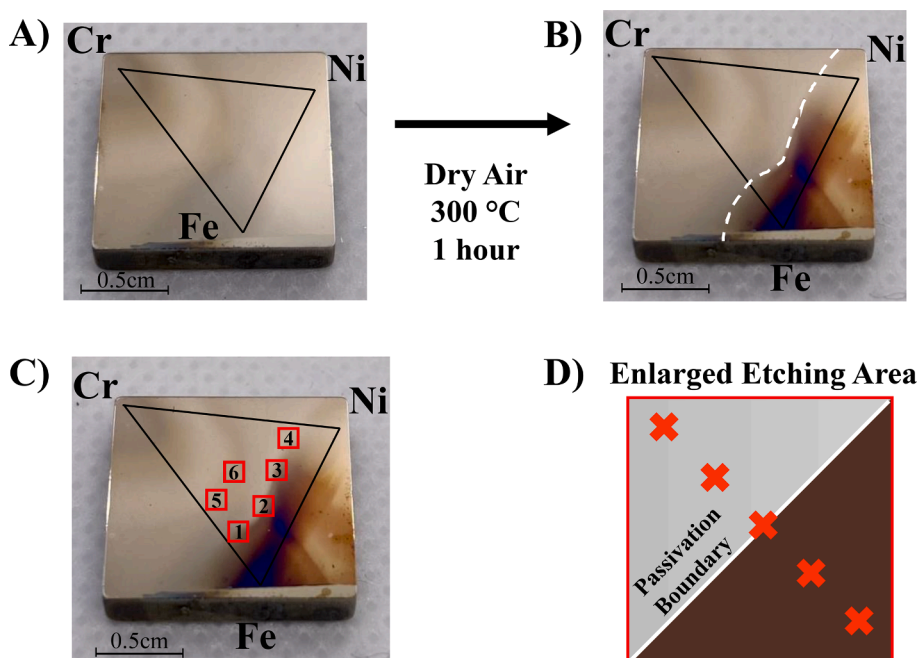 A)
Cr
Ni
Fe
0.5cm
Dry Air
300 °C
1 hour
B)
Cr
Ni
Fe
0.5cm
C)
Cr
Ni
4
6
3
5
2
1
Fe
0.5cm
D)
Enlarged Etching Area
Passivation
Boundary